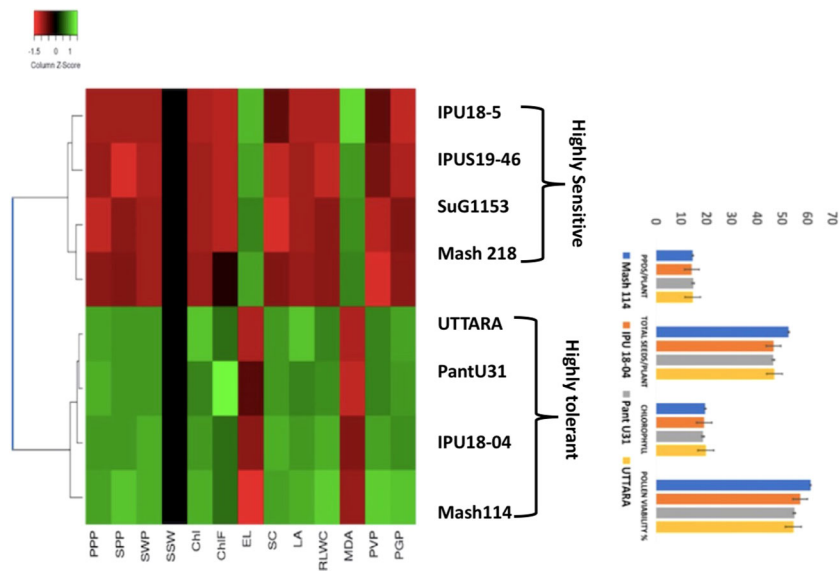 -1.5 0 1
Column Z-Score
IPU18-5
IPUS19-46
SuG1153
Mash 218
UTTARA
PantU31
IPU18-04
Mash114
Highly Sensitive
Highly tolerant
PPP SPP SWP SSW Chl ChlF EL SC LA RLWC MDA PVP PGP
0 10 20 30 40 50 60 70
PPDS/PLANT
TOTAL SEEDS/PLANT
CHLOROPHYLL
POLLEN VIABILITY %
Mash 114 IPU 18-04 Pant U31 UTTARA